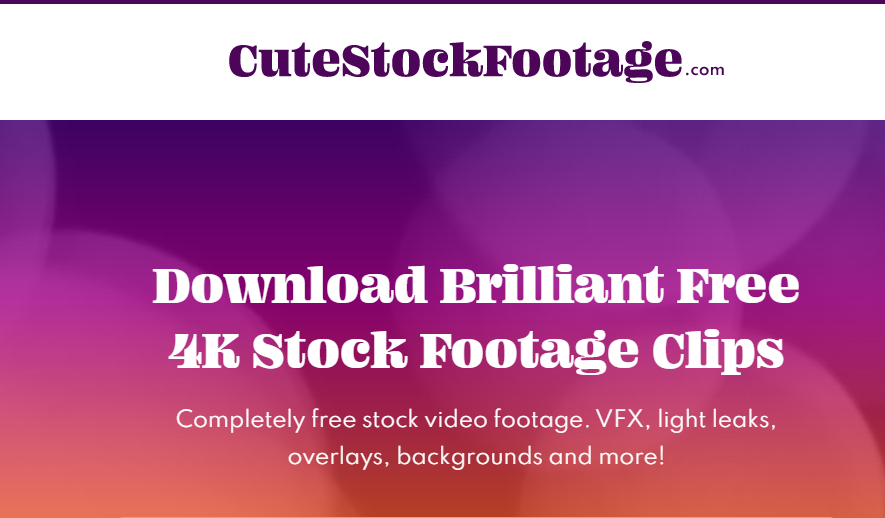 CuteStockFootage.com
Download Brilliant Free
4K Stock Footage Clips
Completely free stock video footage. VFX, light leaks,
overlays, backgrounds and more!